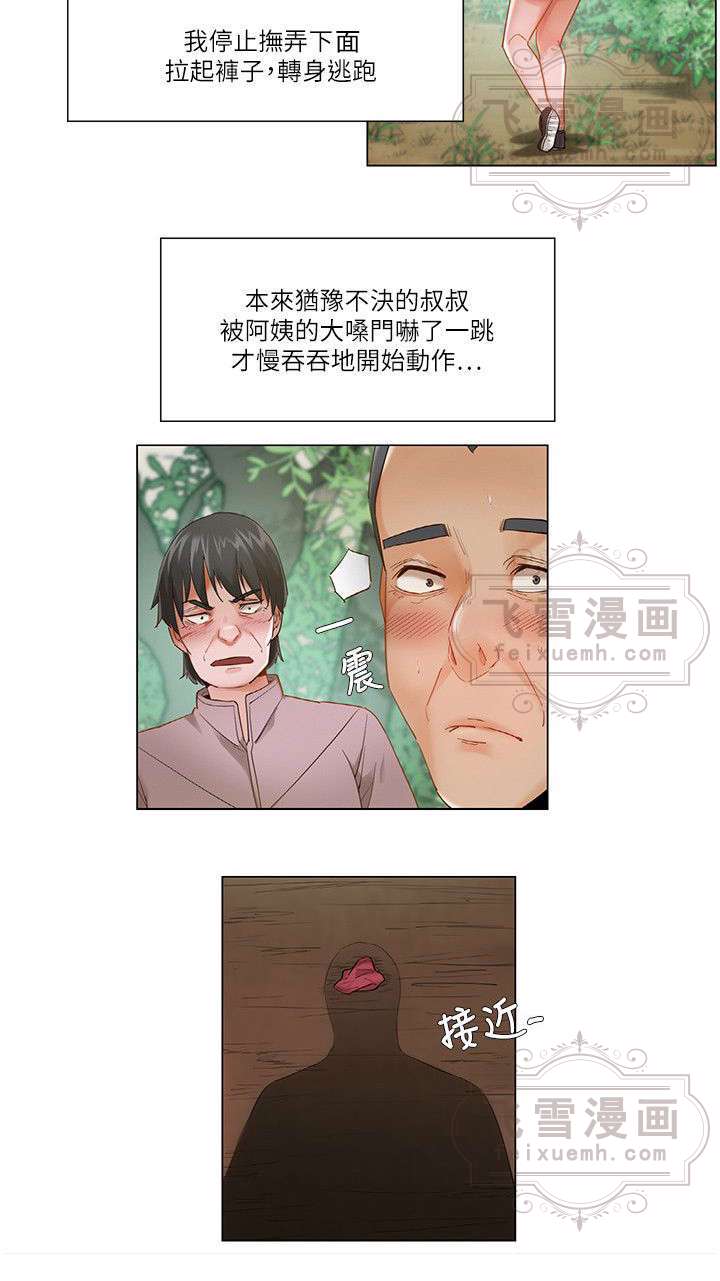 我停止撫弄下面
拉起褲子，轉身逃跑
飞雪漫画
feixuemh.com
本來猶豫不決的叔叔
被阿姨的大嗓門嚇了一跳
才慢吞吞地開始動作...
一震
飞雪漫画
feixuemh.com
接近~
飞雪漫画
feixuemh.com